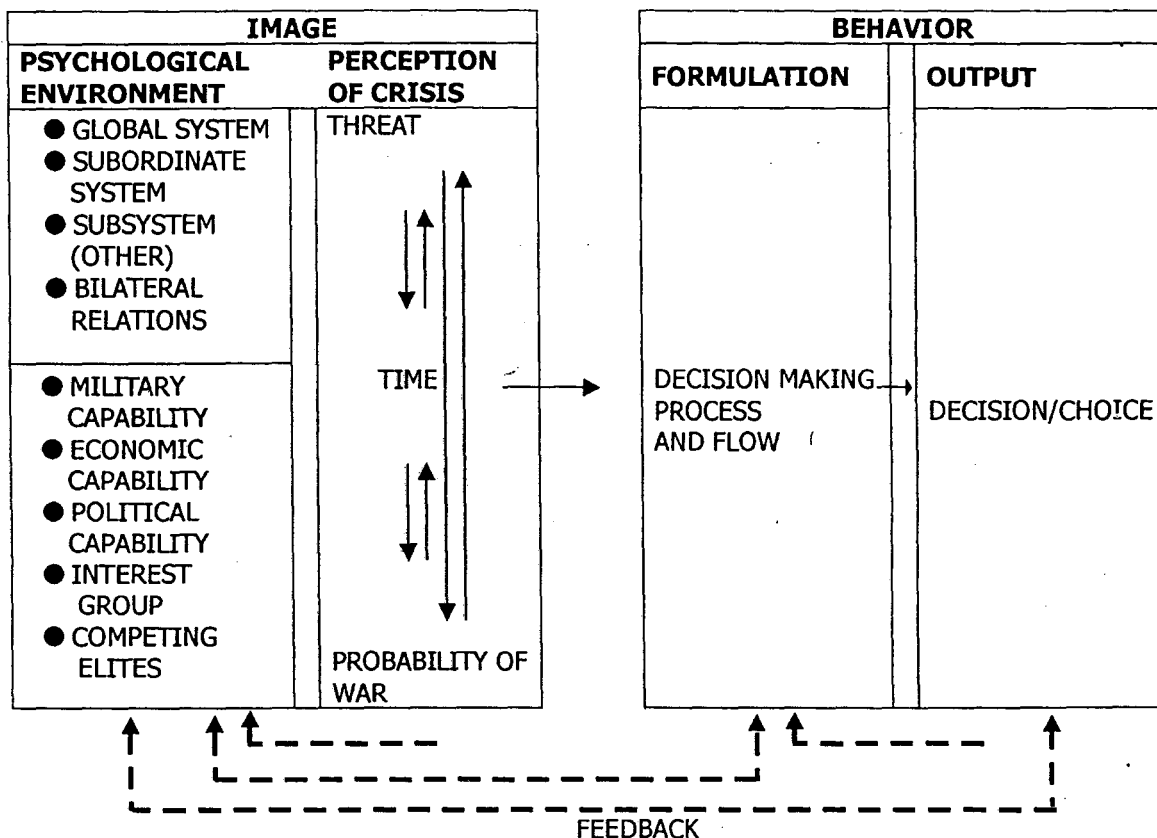 IMAGE
PSYCHOLOGICAL
ENVIRONMENT
● GLOBAL SYSTEM
● SUBORDINATE
SYSTEM
● SUBSYSTEM
(OTHER)
● BILATERAL
RELATIONS
● MILITARY
CAPABILITY
● ECONOMIC
CAPABILITY
● POLITICAL
CAPABILITY
● INTEREST
GROUP
● COMPETING
ELITES
PERCEPTION
OF CRISIS
THREAT
TIME
PROBABILITY OF
WAR
BEHAVIOR
FORMULATION
DECISION MAKING
PROCESS
AND FLOW
OUTPUT
DECISION/CHOICE
FEEDBACK